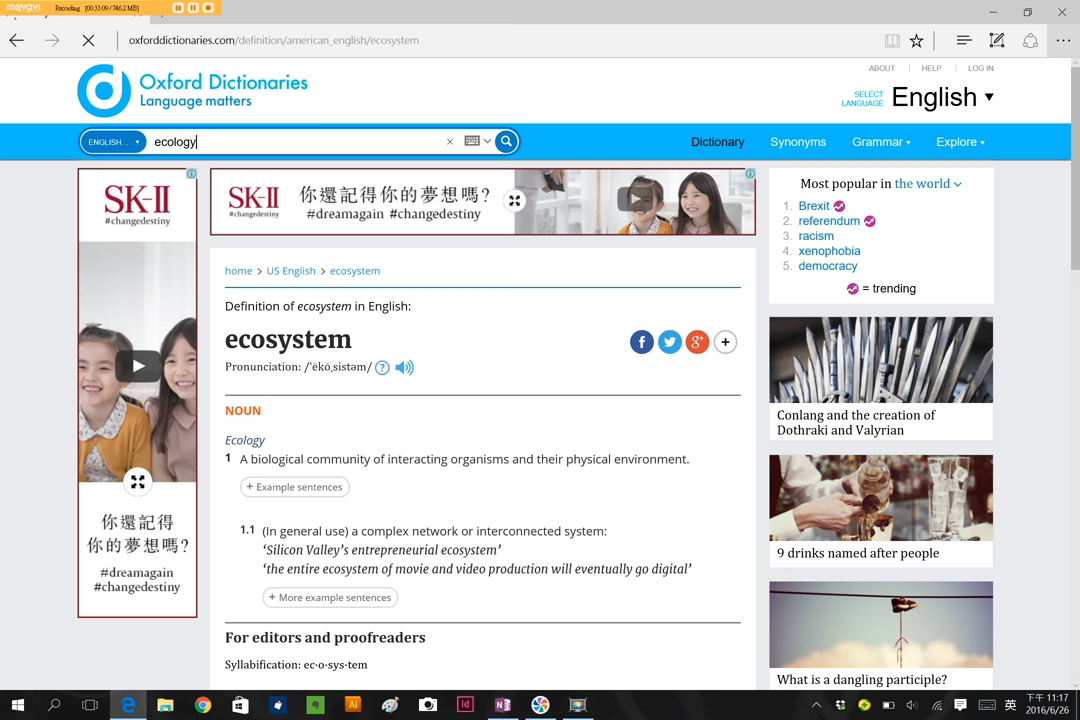 movavi Recording [00:33:09 / 746.2 MB]
oxforddictionaries.com/definition/american_english/ecosystem
Oxford Dictionaries
Language matters
ABOUT HELP LOG IN
SELECT LANGUAGE English
ENGLISH... ecology
Dictionary Synonyms Grammar Explore
SK-II
#changedestiny
你還記得
你的夢想嗎?
#dreamagain
#changedestiny
SK-II
#changedestiny
你還記得你的夢想嗎?
#dreamagain #changedestiny
home > US English > ecosystem
Definition of ecosystem in English:
ecosystem
Pronunciation: /ˈēkōˌsistəm/ ?
f g+ +
NOUN
Ecology
1 A biological community of interacting organisms and their physical environment.
+ Example sentences
1.1 (In general use) a complex network or interconnected system:
‘Silicon Valley’s entrepreneurial ecosystem’
‘the entire ecosystem of movie and video production will eventually go digital’
+ More example sentences
For editors and proofreaders
Syllabification: ec·o·sys·tem
Most popular in the world
1. Brexit
2. referendum
3. racism
4. xenophobia
5. democracy
= trending
Conlang and the creation of
Dothraki and Valyrian
9 drinks named after people
What is a dangling participle?
Ai Id N
英
下午 11:17
2016/6/26